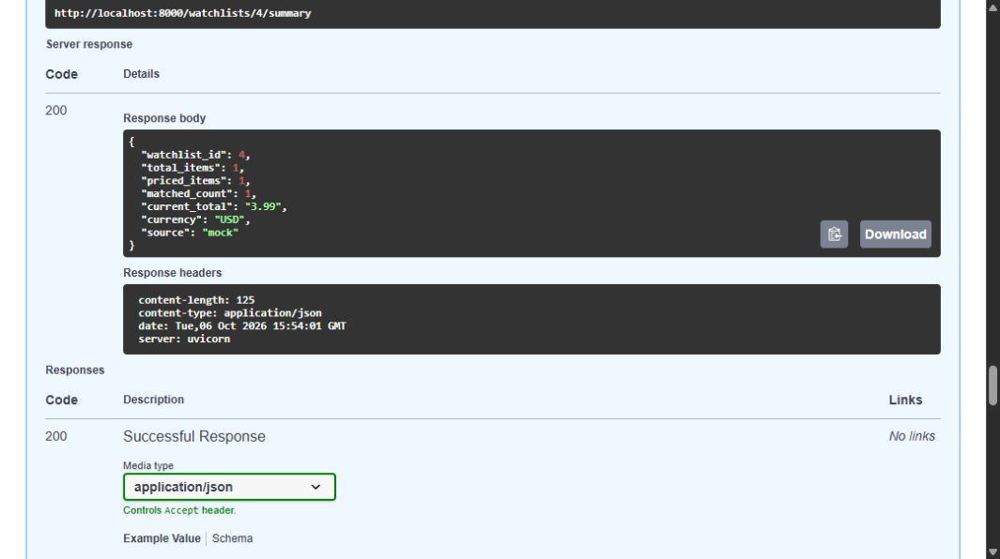 http://localhost:8000/watchlists/4/summary
Server response
Code Details
200
Response body
{
"watchlist_id": 4,
"total_items": 1,
"priced_items": 1,
"matched_count": 1,
"current_total": "3.99",
"currency": "USD",
"source": "mock"
}
Download
Response headers
content-length: 125
content-type: application/json
date: Tue,06 Oct 2026 15:54:01 GMT
server: uvicorn
Responses
Code Description Links
200 Successful Response No links
Media type
application/json
Controls Accept header.
Example Value Schema